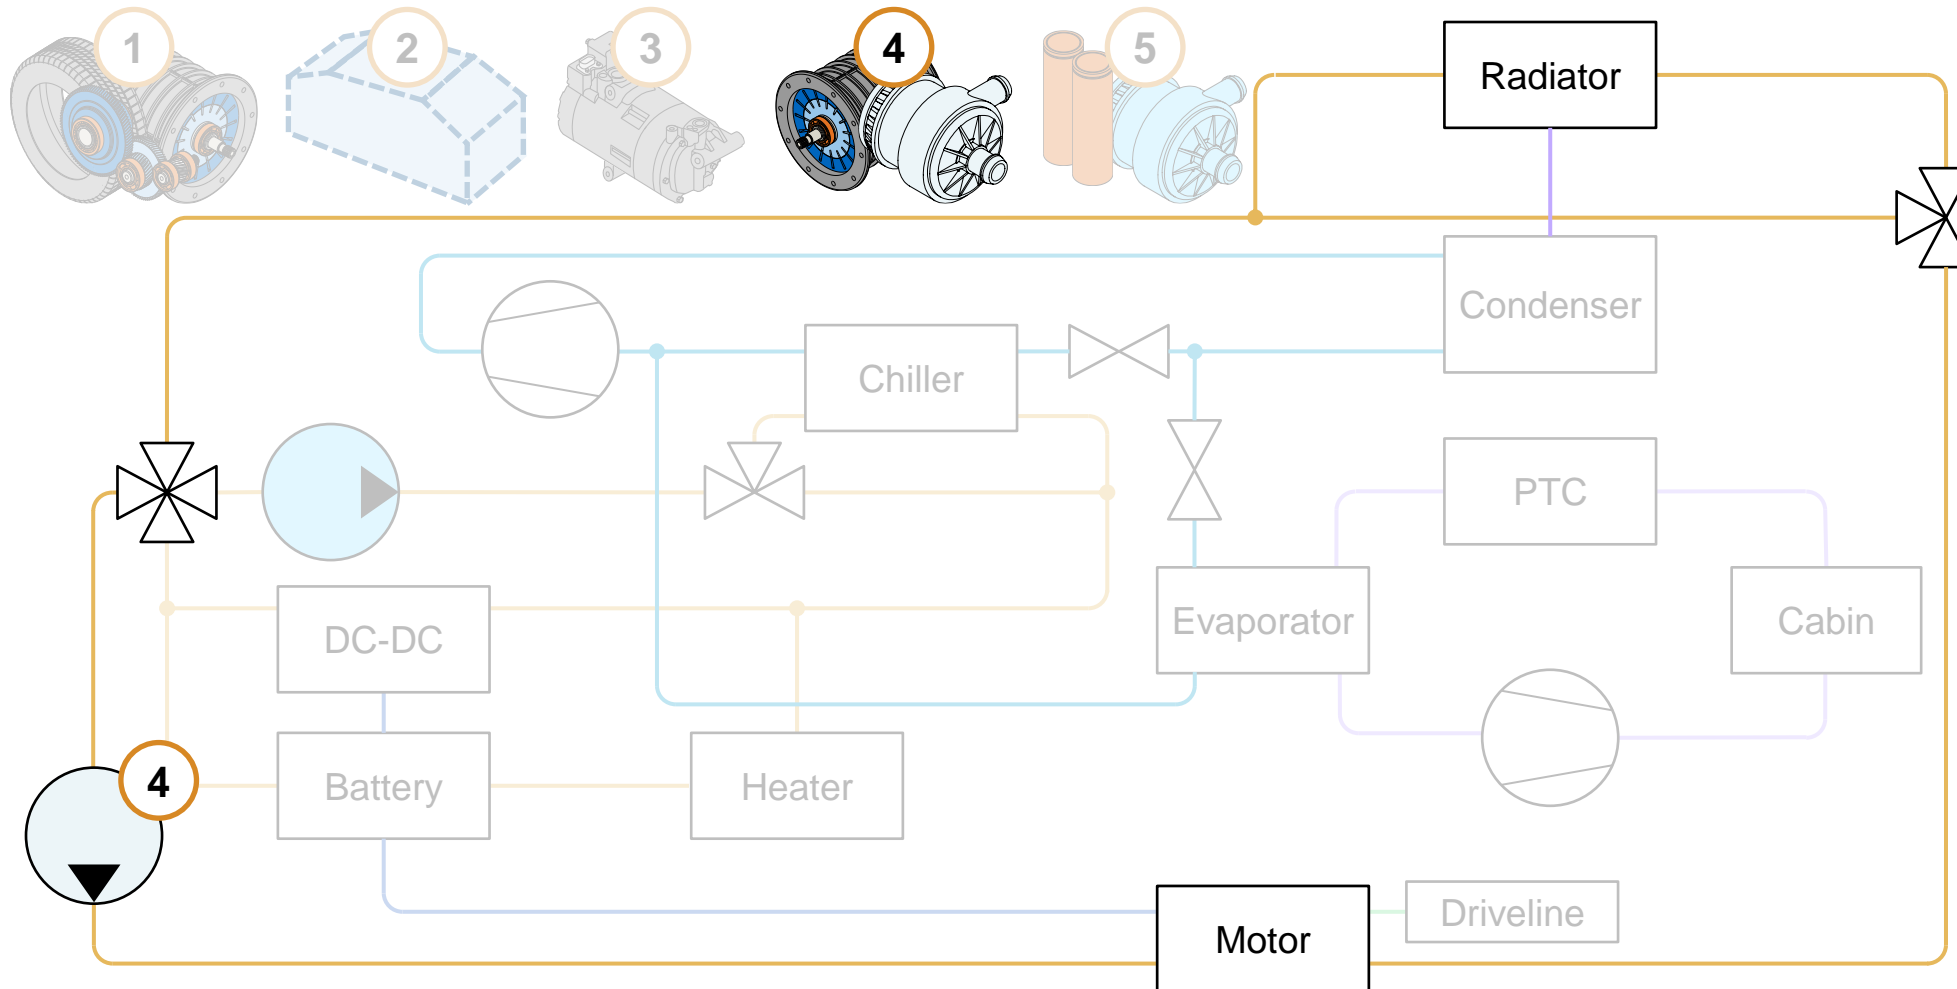 1
2
3
4
5
Radiator
Condenser
Chiller
PTC
Evaporator
Cabin
DC-DC
4
Battery
Heater
Driveline
Motor